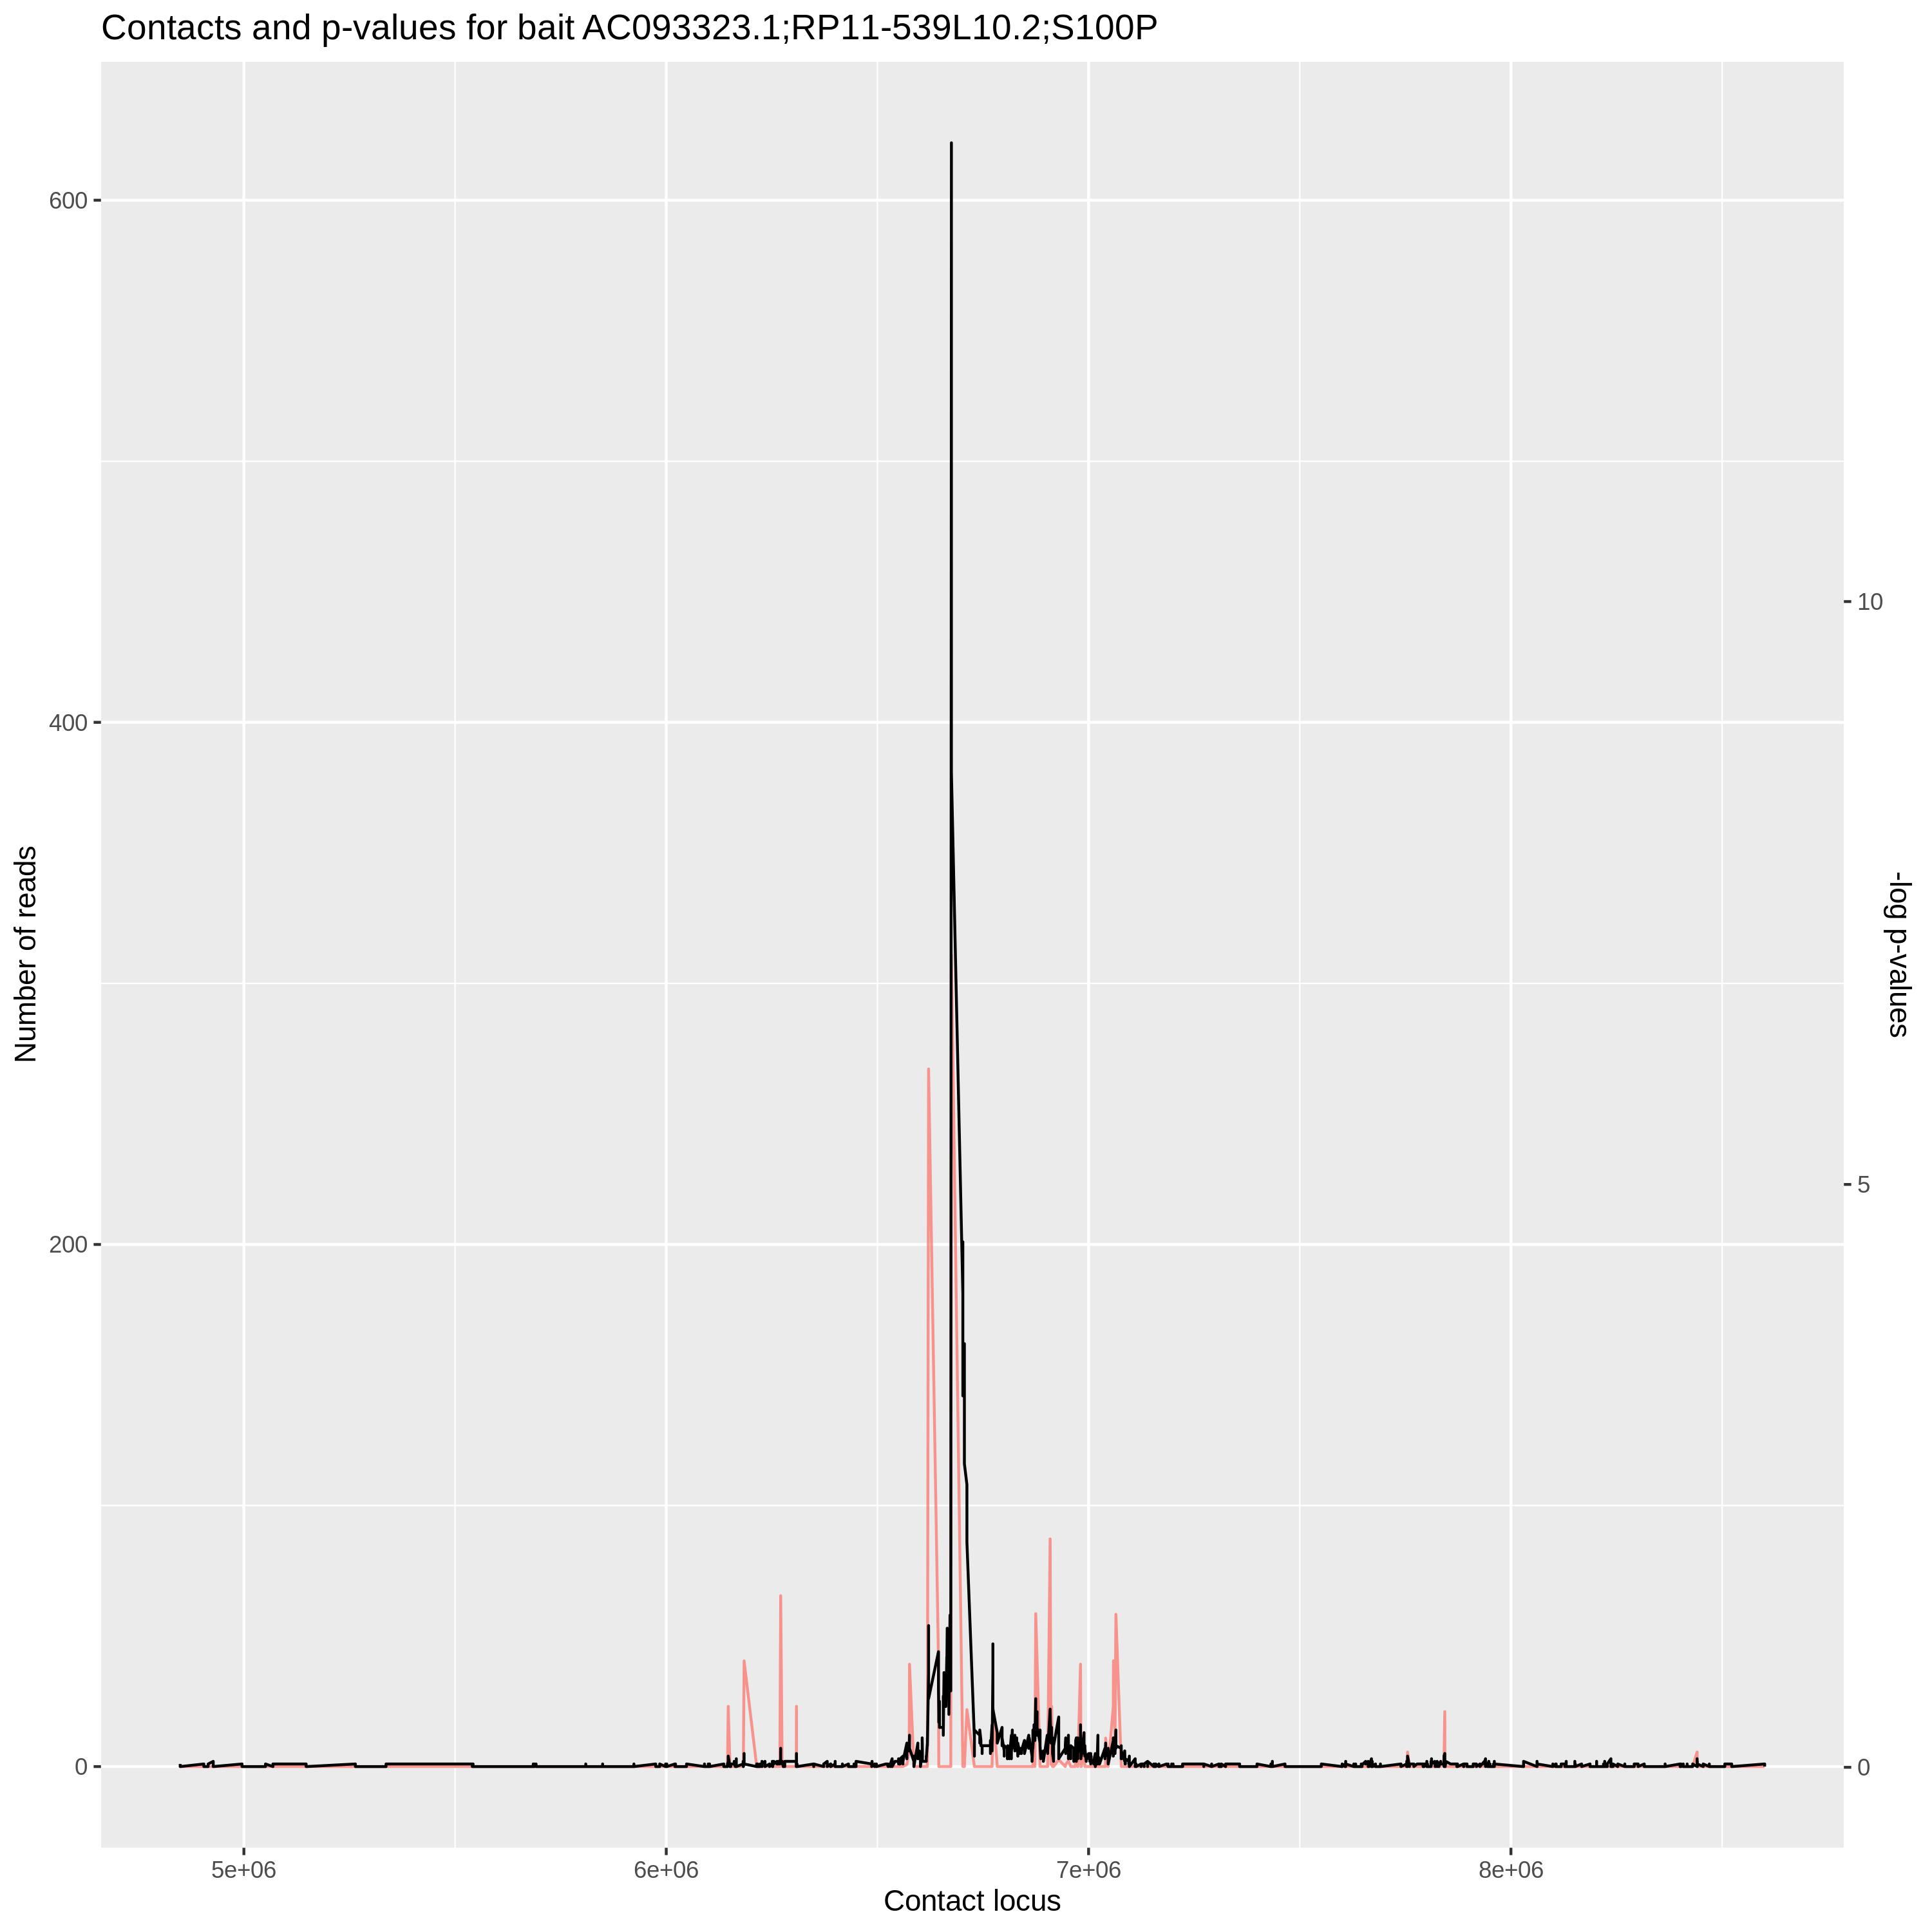 Contacts and p-values for bait AC093323.1;RP11-539L10.2;S100P
600
400
200
0
Number of reads
10
5
0
-log p-values
5e+06
6e+06
7e+06
8e+06
Contact locus